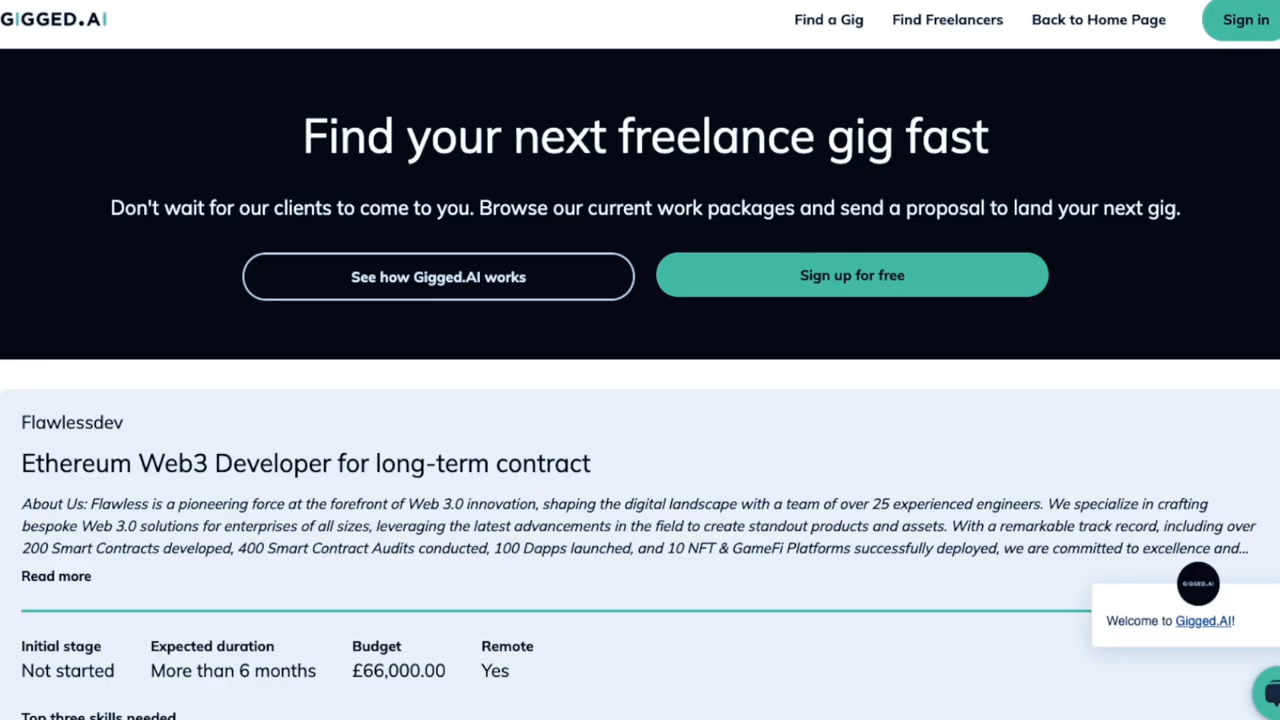 GIGGED.AI
Find a Gig
Find Freelancers
Back to Home Page
Sign in
Find your next freelance gig fast
Don't wait for our clients to come to you. Browse our current work packages and send a proposal to land your next gig.
See how Gigged.AI works
Sign up for free
Flawlessdev
Ethereum Web3 Developer for long-term contract
About Us: Flawless is a pioneering force at the forefront of Web 3.0 innovation, shaping the digital landscape with a team of over 25 experienced engineers. We specialize in crafting
bespoke Web 3.0 solutions for enterprises of all sizes, leveraging the latest advancements in the field to create standout products and assets. With a remarkable track record, including over
200 Smart Contracts developed, 400 Smart Contract Audits conducted, 100 Dapps launched, and 10 NFT & GameFi Platforms successfully deployed, we are committed to excellence and...
Read more
GIGGED.AI
Welcome to Gigged.AI!
Initial stage
Not started
Expected duration
More than 6 months
Budget
£66,000.00
Remote
Yes
Top three skills needed